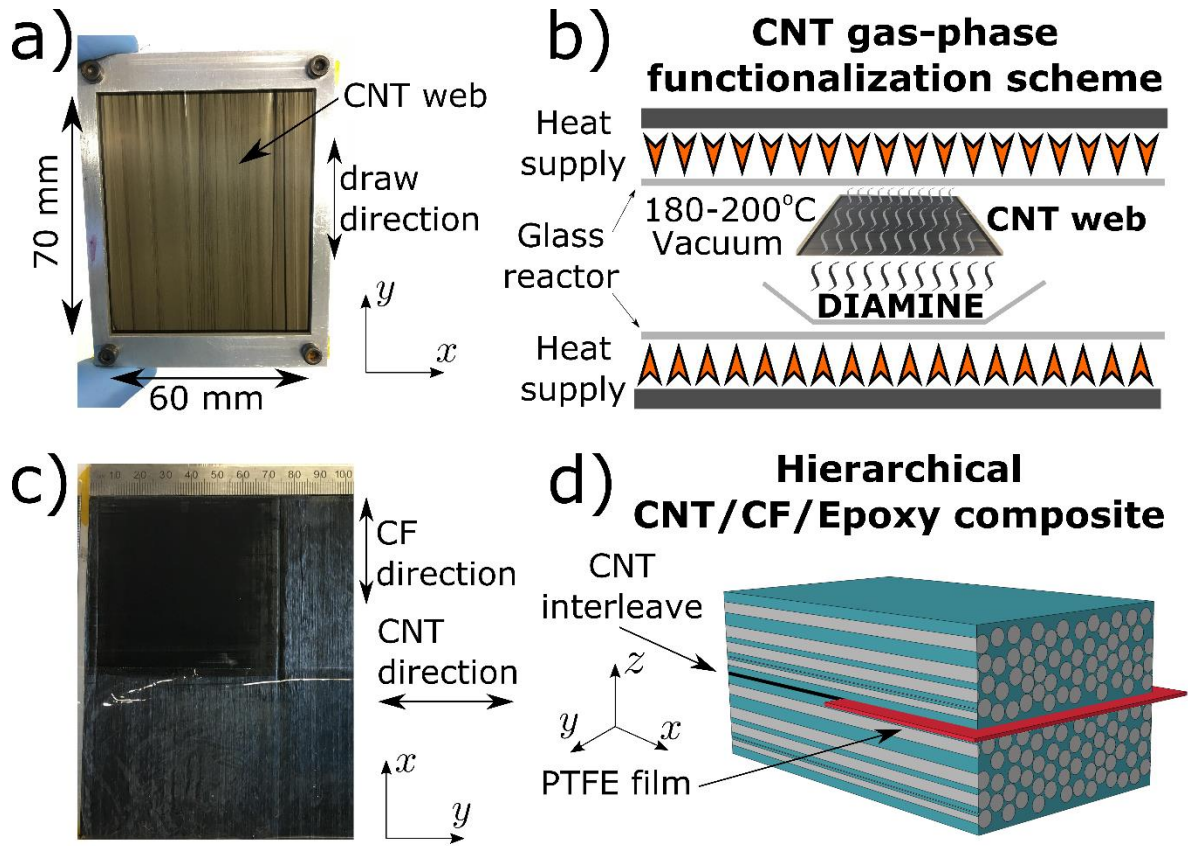 a)
CNT web
draw
direction
70 mm
60 mm
y
x
b)
CNT gas-phase
functionalization scheme
Heat
supply
180-200°C
Vacuum
CNT web
Glass
reactor
DIAMINE
Heat
supply
c)
10 20 30 40 50 60 70 80 90 100
CF
direction
CNT
direction
x
y
d)
Hierarchical
CNT/CF/Epoxy composite
CNT
interleave
z
y
x
PTFE film